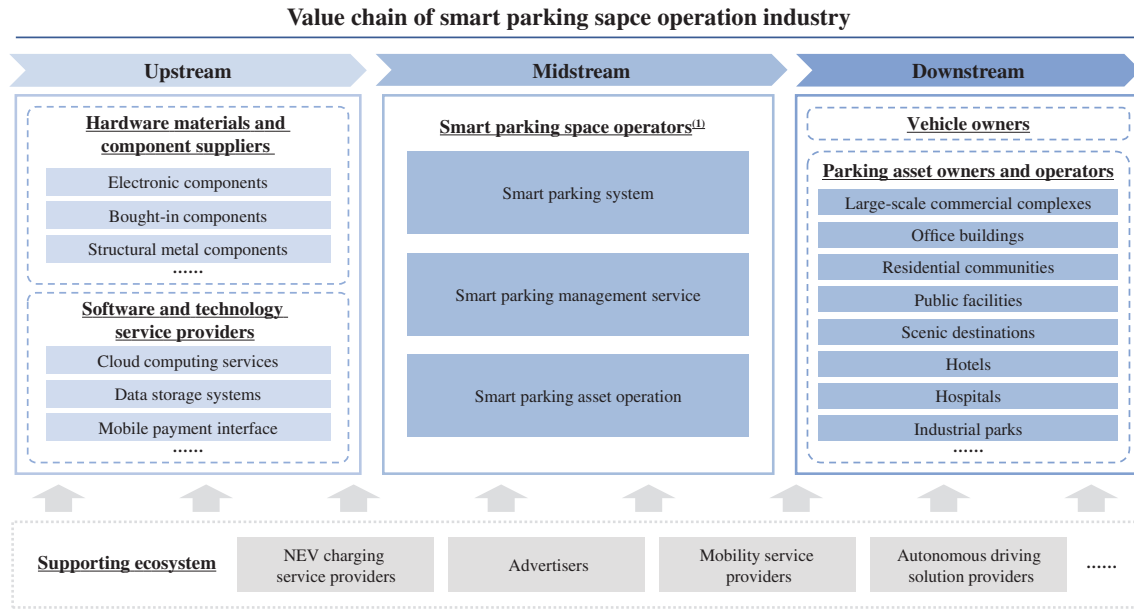 Value chain of smart parking sapce operation industry
Upstream
Midstream
Downstream
Hardware materials and
component suppliers
Electronic components
Bought-in components
Structural metal components
......
Software and technology
service providers
Cloud computing services
Data storage systems
Mobile payment interface
......
Smart parking space operators(1)
Smart parking system
Smart parking management service
Smart parking asset operation
Vehicle owners
Parking asset owners and operators
Large-scale commercial complexes
Office buildings
Residential communities
Public facilities
Scenic destinations
Hotels
Hospitals
Industrial parks
......
Supporting ecosystem
NEV charging
service providers
Advertisers
Mobility service
providers
Autonomous driving
solution providers
......